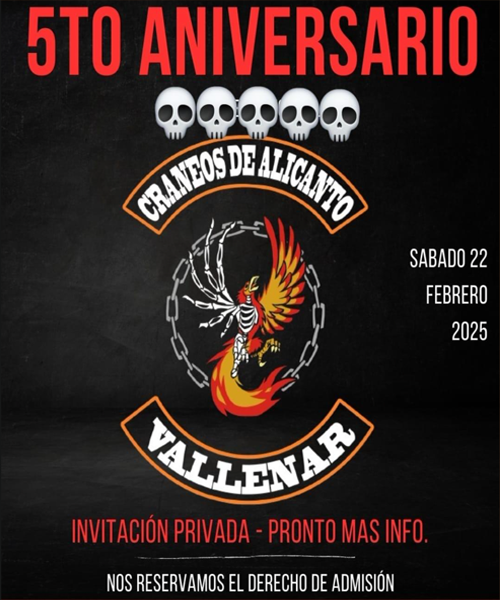 5TO ANIVERSARIO
CRANEOS DE ALICANTO
SABADO 22
FEBRERO
2025
VALLENAR
INVITACIÓN PRIVADA - PRONTO MAS INFO.
NOS RESERVAMOS EL DERECHO DE ADMISIÓN